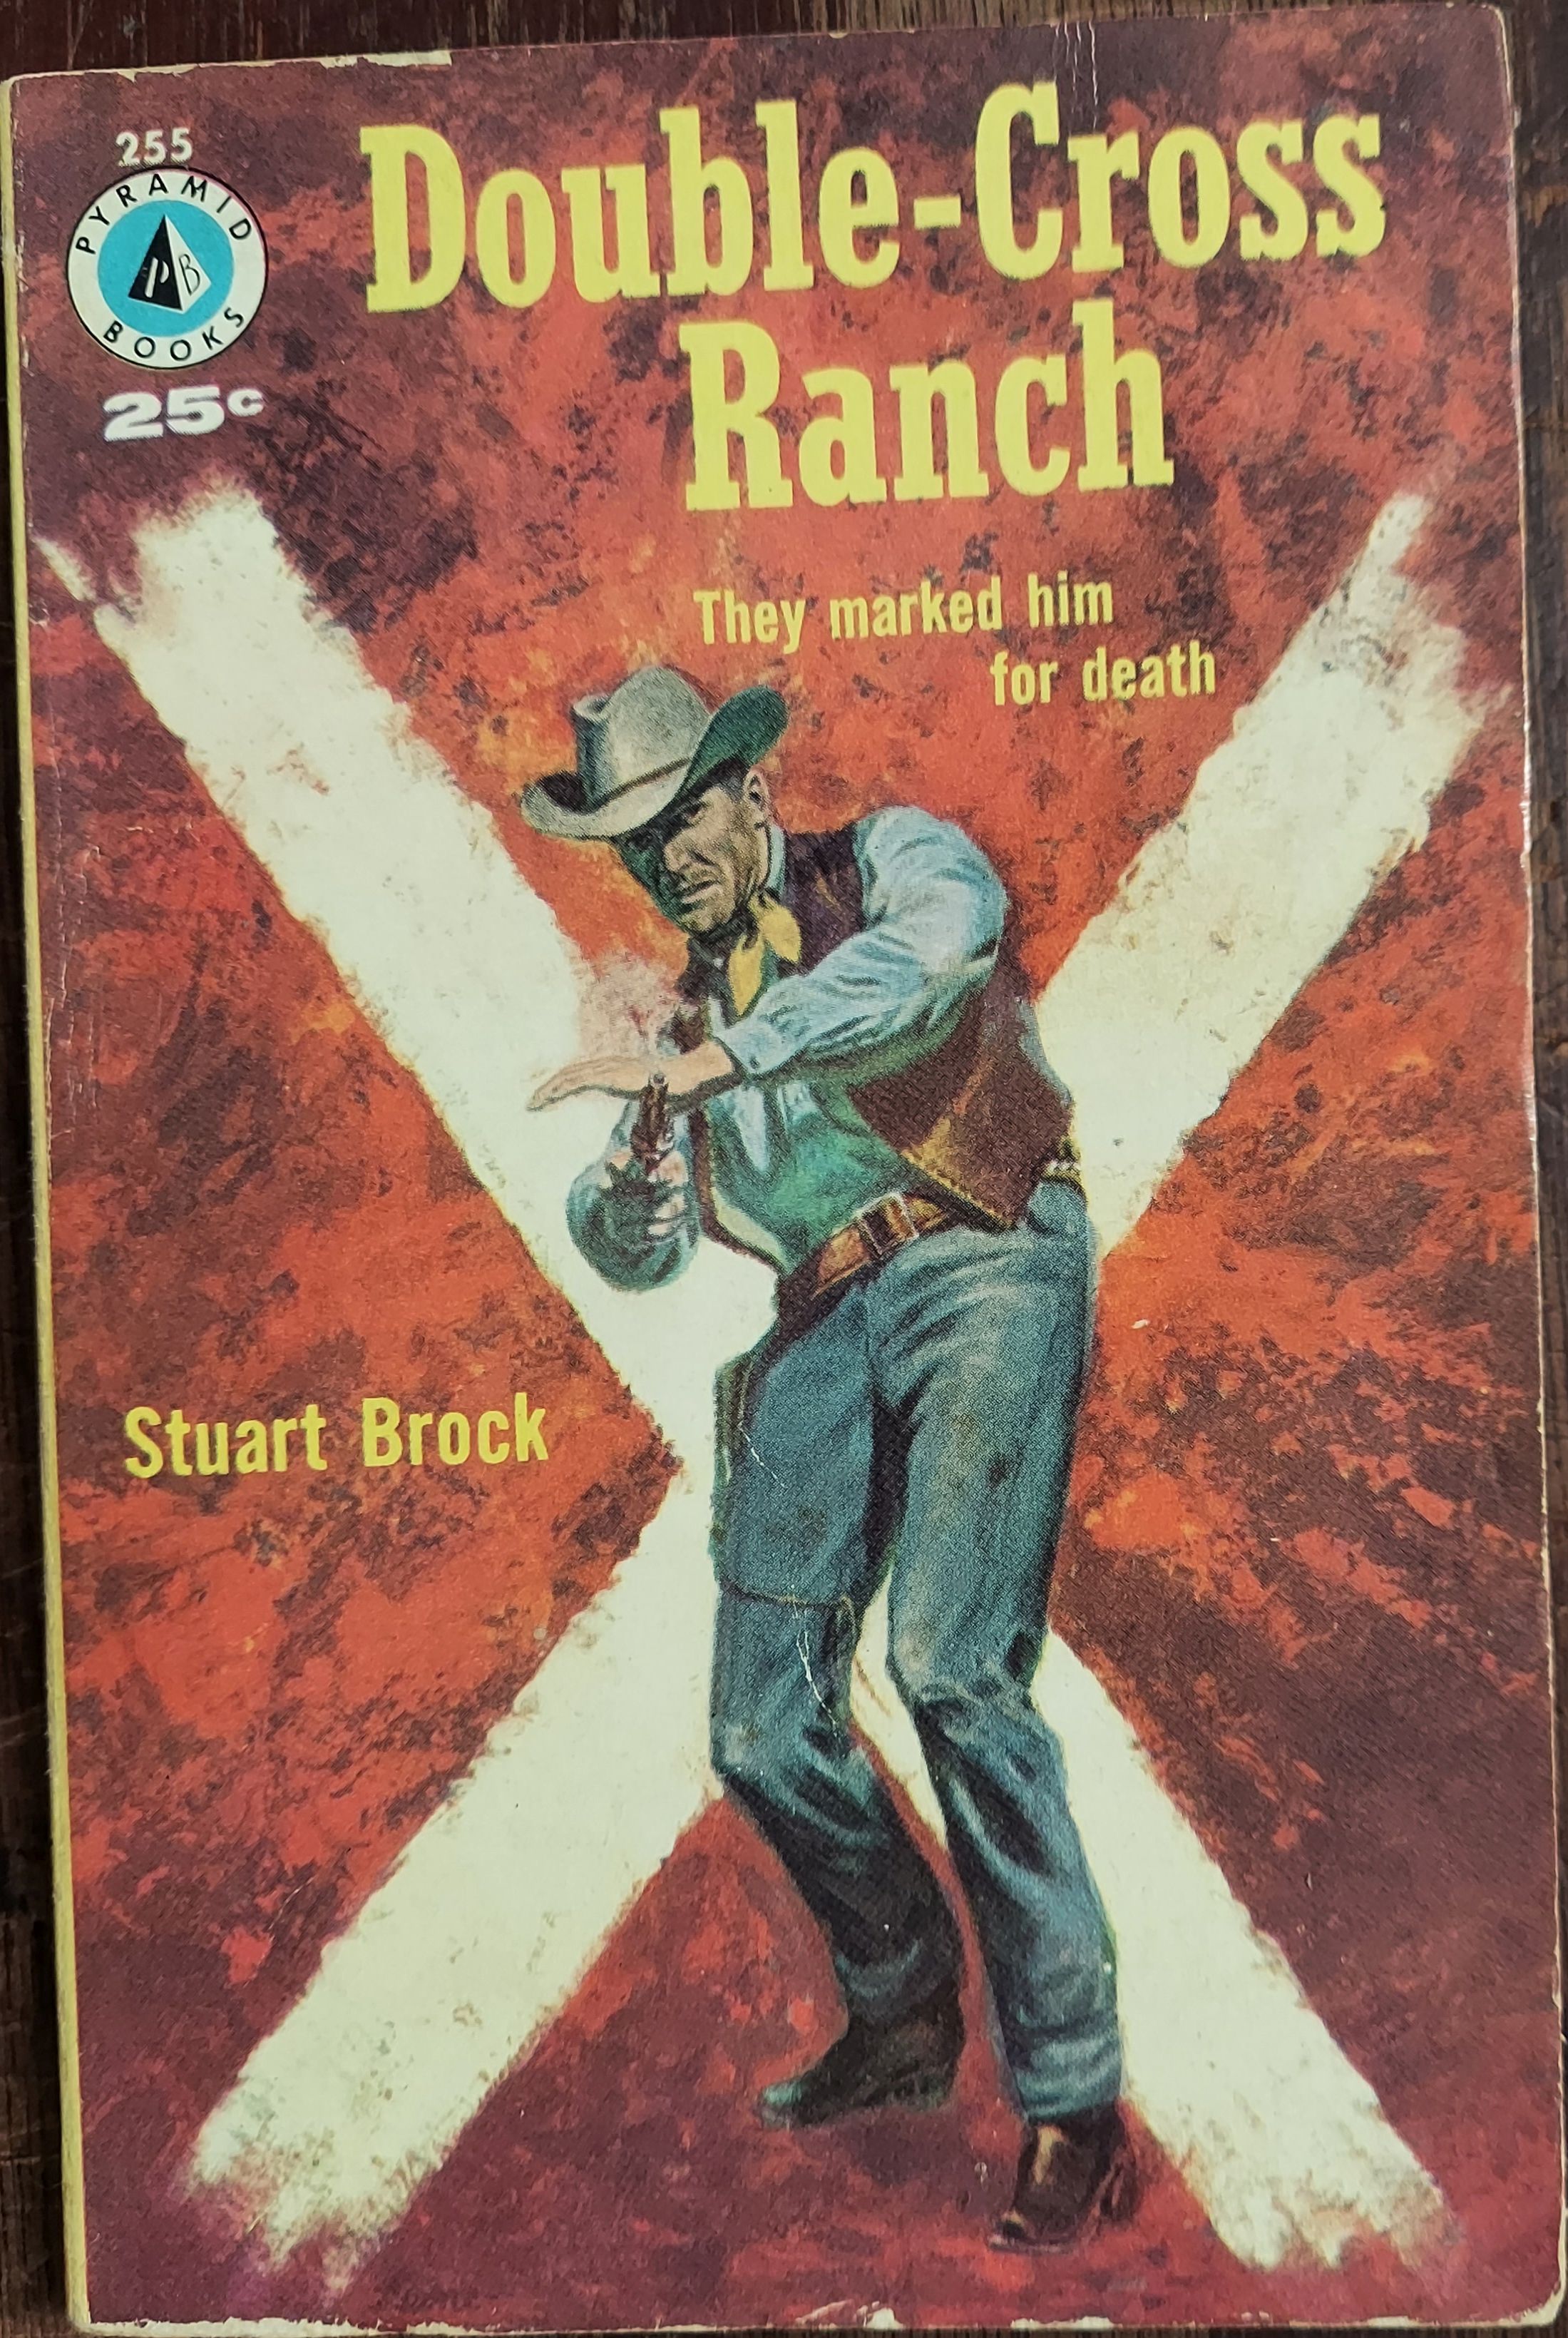 255
PYRAMID
PB
BOOKS
25c
Double-Cross
Ranch
They marked him
for death
Stuart Brock